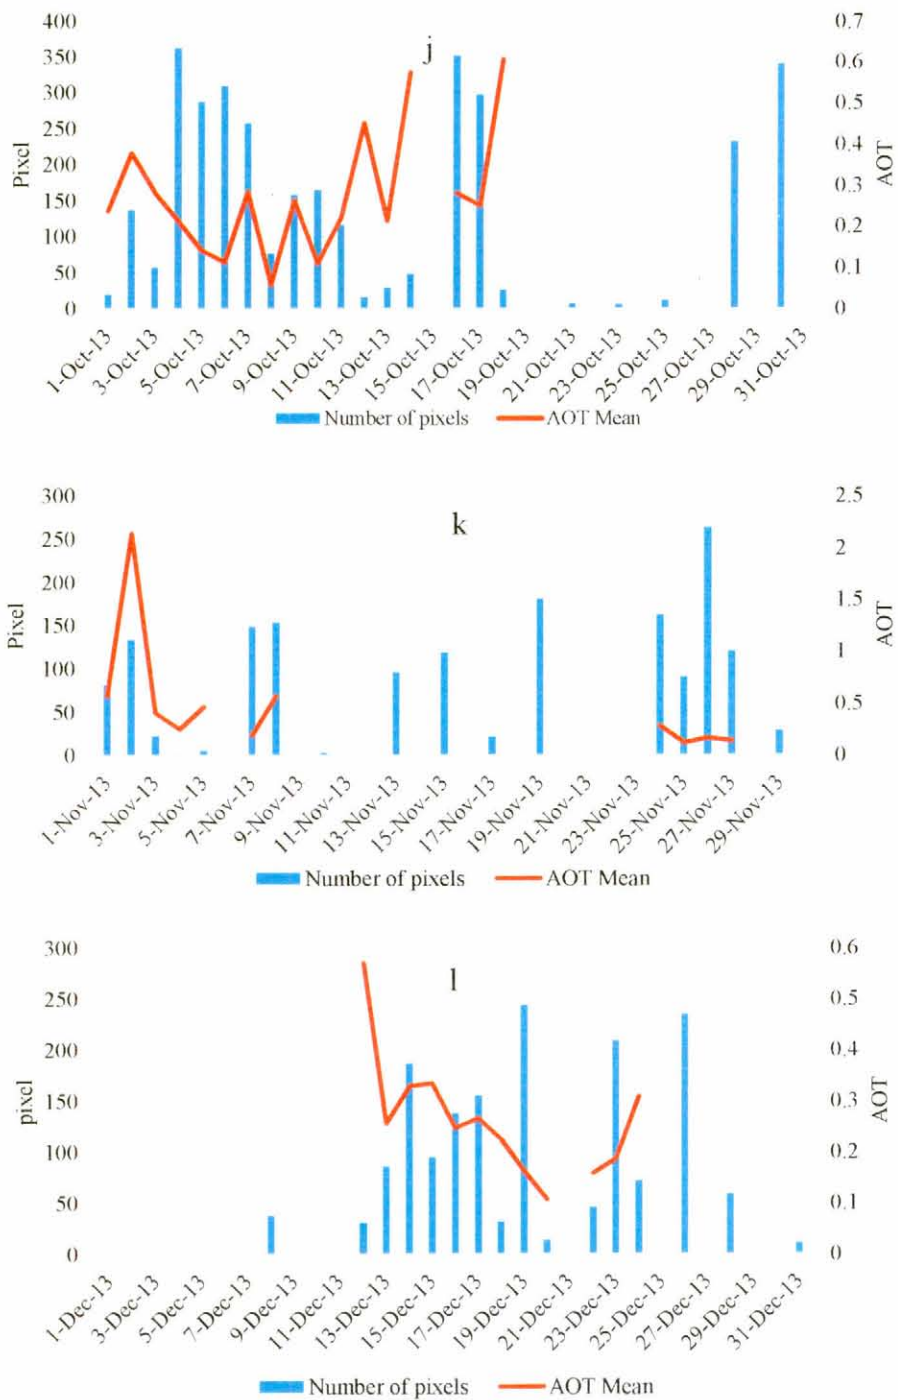 400
350
300
250
200
150
100
50
0
Pixel
j
0.7
0.6
0.5
0.4
0.3
0.2
0.1
0
AOT
1-Oct-13
3-Oct-13
5-Oct-13
7-Oct-13
9-Oct-13
11-Oct-13
13-Oct-13
15-Oct-13
17-Oct-13
19-Oct-13
21-Oct-13
23-Oct-13
25-Oct-13
27-Oct-13
29-Oct-13
31-Oct-13
Number of pixels AOT Mean
300
250
200
150
100
50
0
Pixel
k
2.5
2
1.5
1
0.5
0
AOT
1-Nov-13
3-Nov-13
5-Nov-13
7-Nov-13
9-Nov-13
11-Nov-13
13-Nov-13
15-Nov-13
17-Nov-13
19-Nov-13
21-Nov-13
23-Nov-13
25-Nov-13
27-Nov-13
29-Nov-13
Number of pixels AOT Mean
300
250
200
150
100
50
0
pixel
l
0.6
0.5
0.4
0.3
0.2
0.1
0
AOT
1-Dec-13
3-Dec-13
5-Dec-13
7-Dec-13
9-Dec-13
11-Dec-13
13-Dec-13
15-Dec-13
17-Dec-13
19-Dec-13
21-Dec-13
23-Dec-13
25-Dec-13
27-Dec-13
29-Dec-13
31-Dec-13
Number of pixels AOT Mean